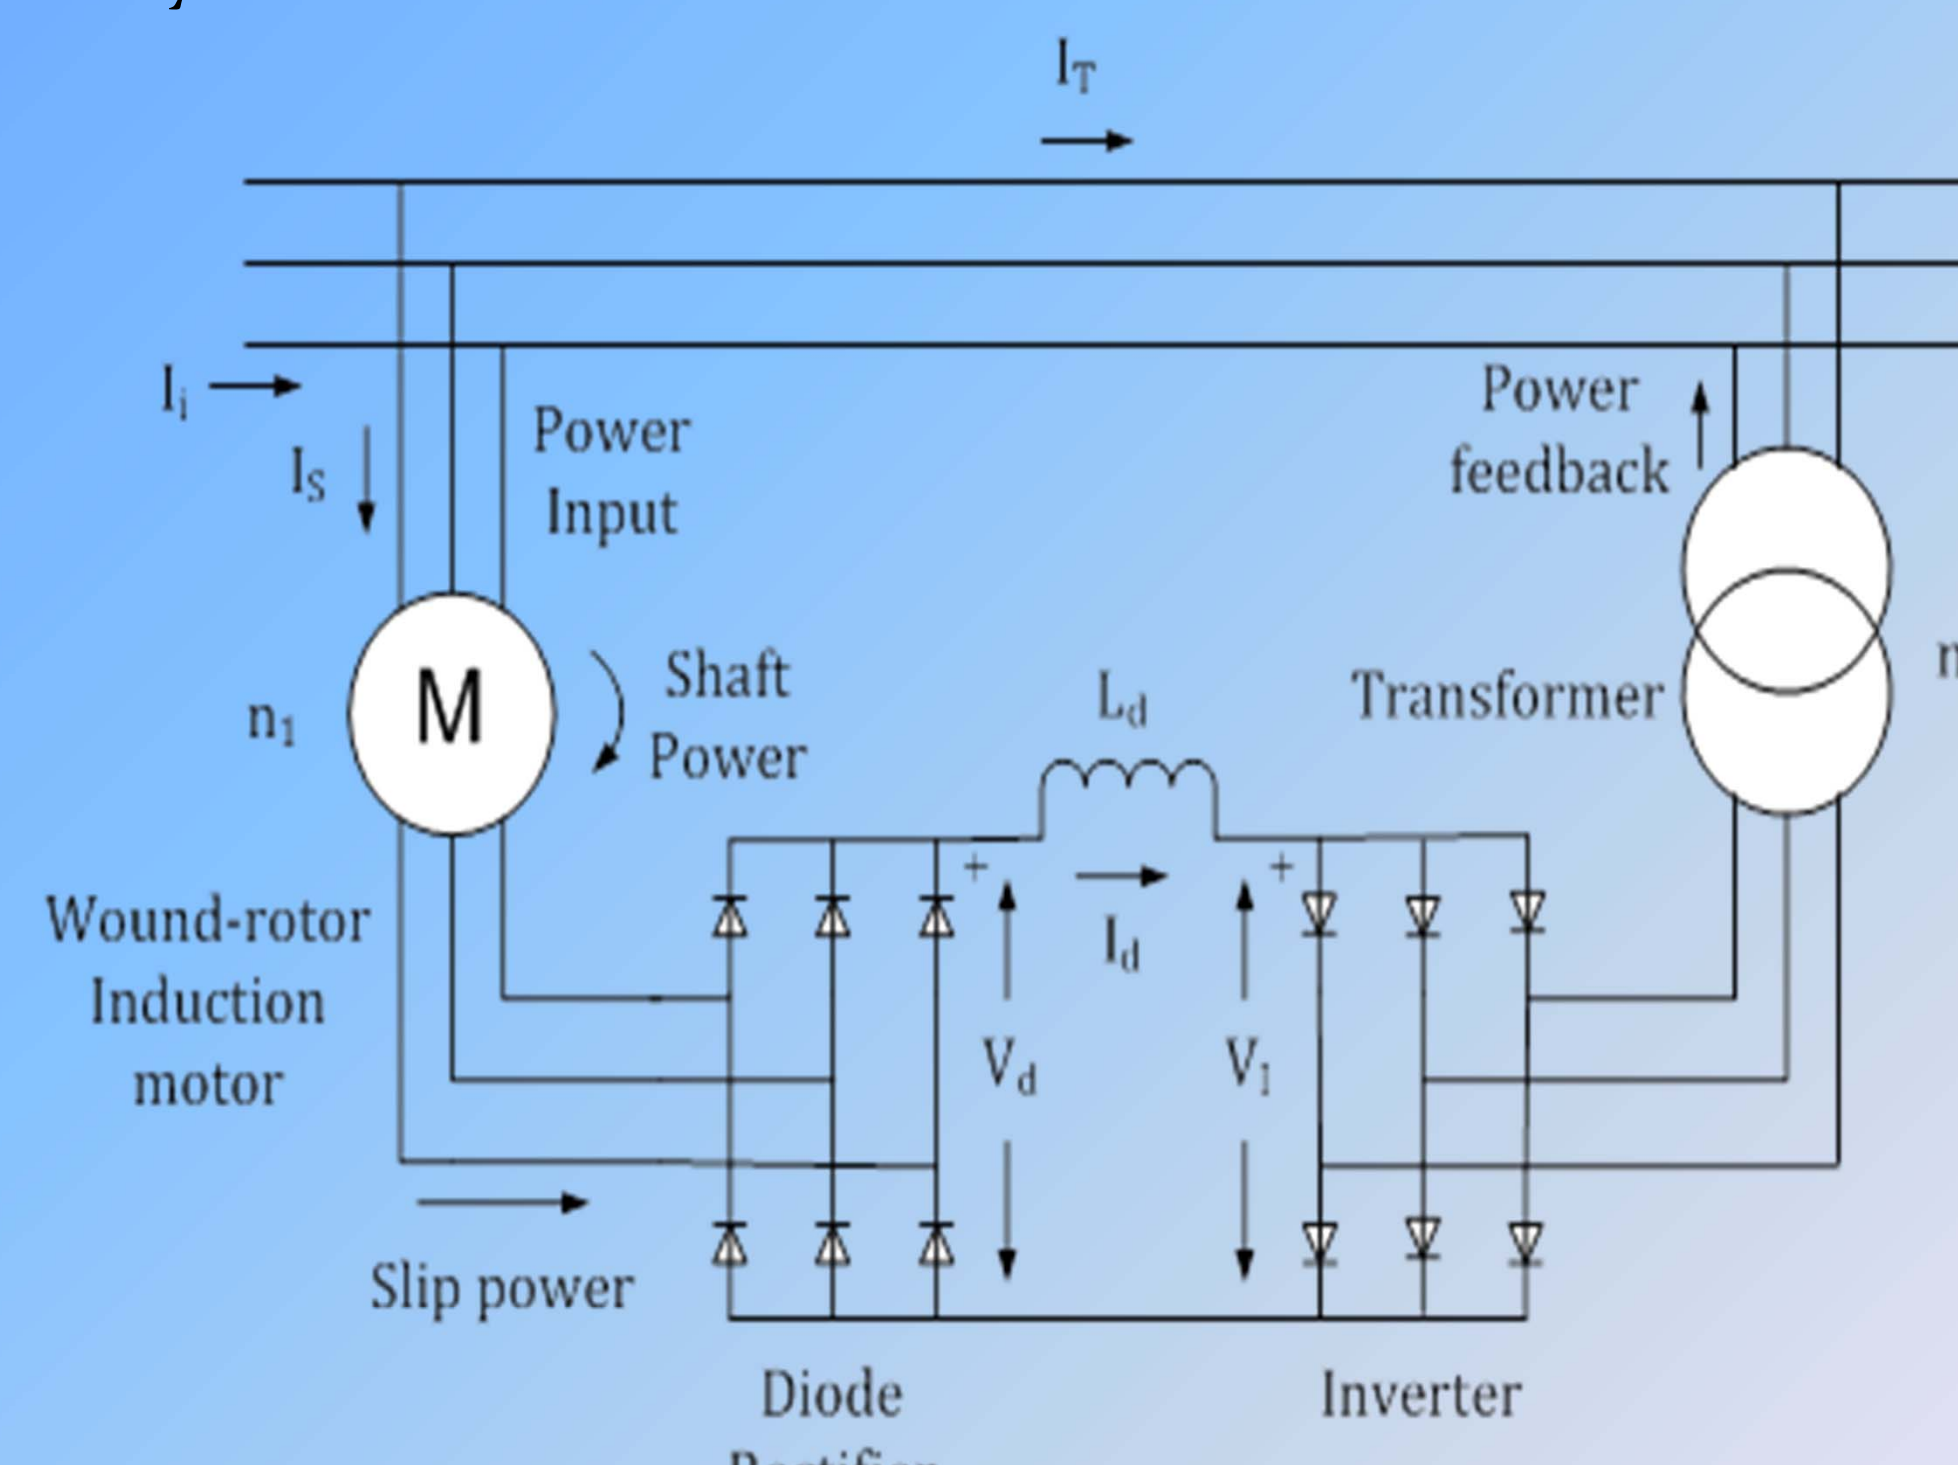 I_T
I_i
I_S
Power
Input
Power
feedback
M
n_1
Shaft
Power
L_d
Transformer
n
+
+
I_d
V_d
V_1
Wound-rotor
Induction
motor
Slip power
Diode
Inverter